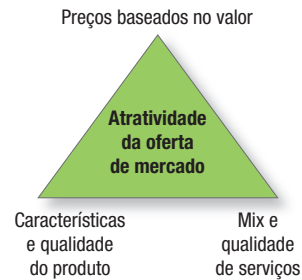 Preços baseados no valor
Atratividade
da oferta
de mercado
Características
e qualidade
do produto
Mix e
qualidade
de serviços